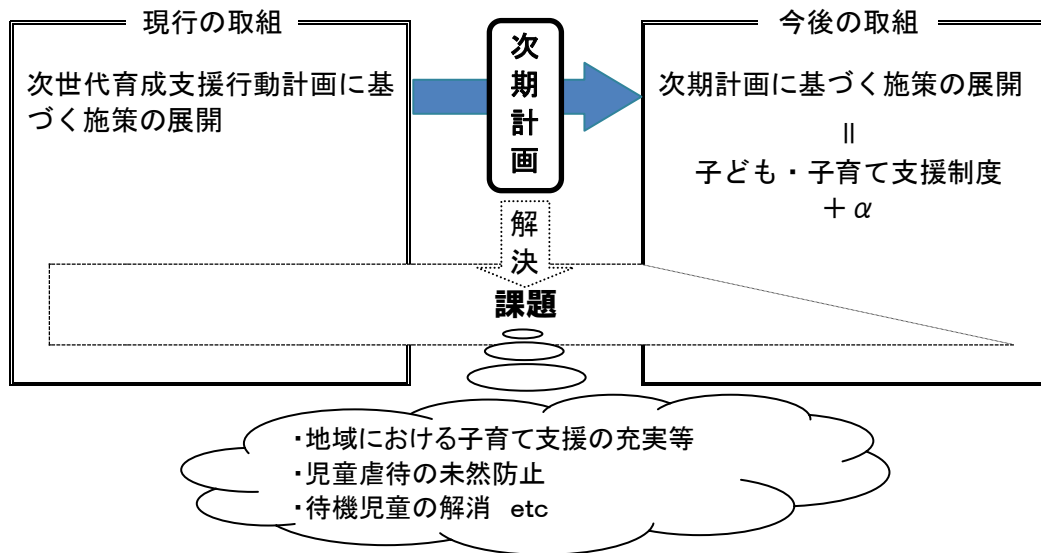 現行の取組
次世代育成支援行動計画に基
づく施策の展開
次期計画
今後の取組
次期計画に基づく施策の展開
＝
子ども・子育て支援制度
＋α
解決
課題
・地域における子育て支援の充実等
・児童虐待の未然防止
・待機児童の解消 etc